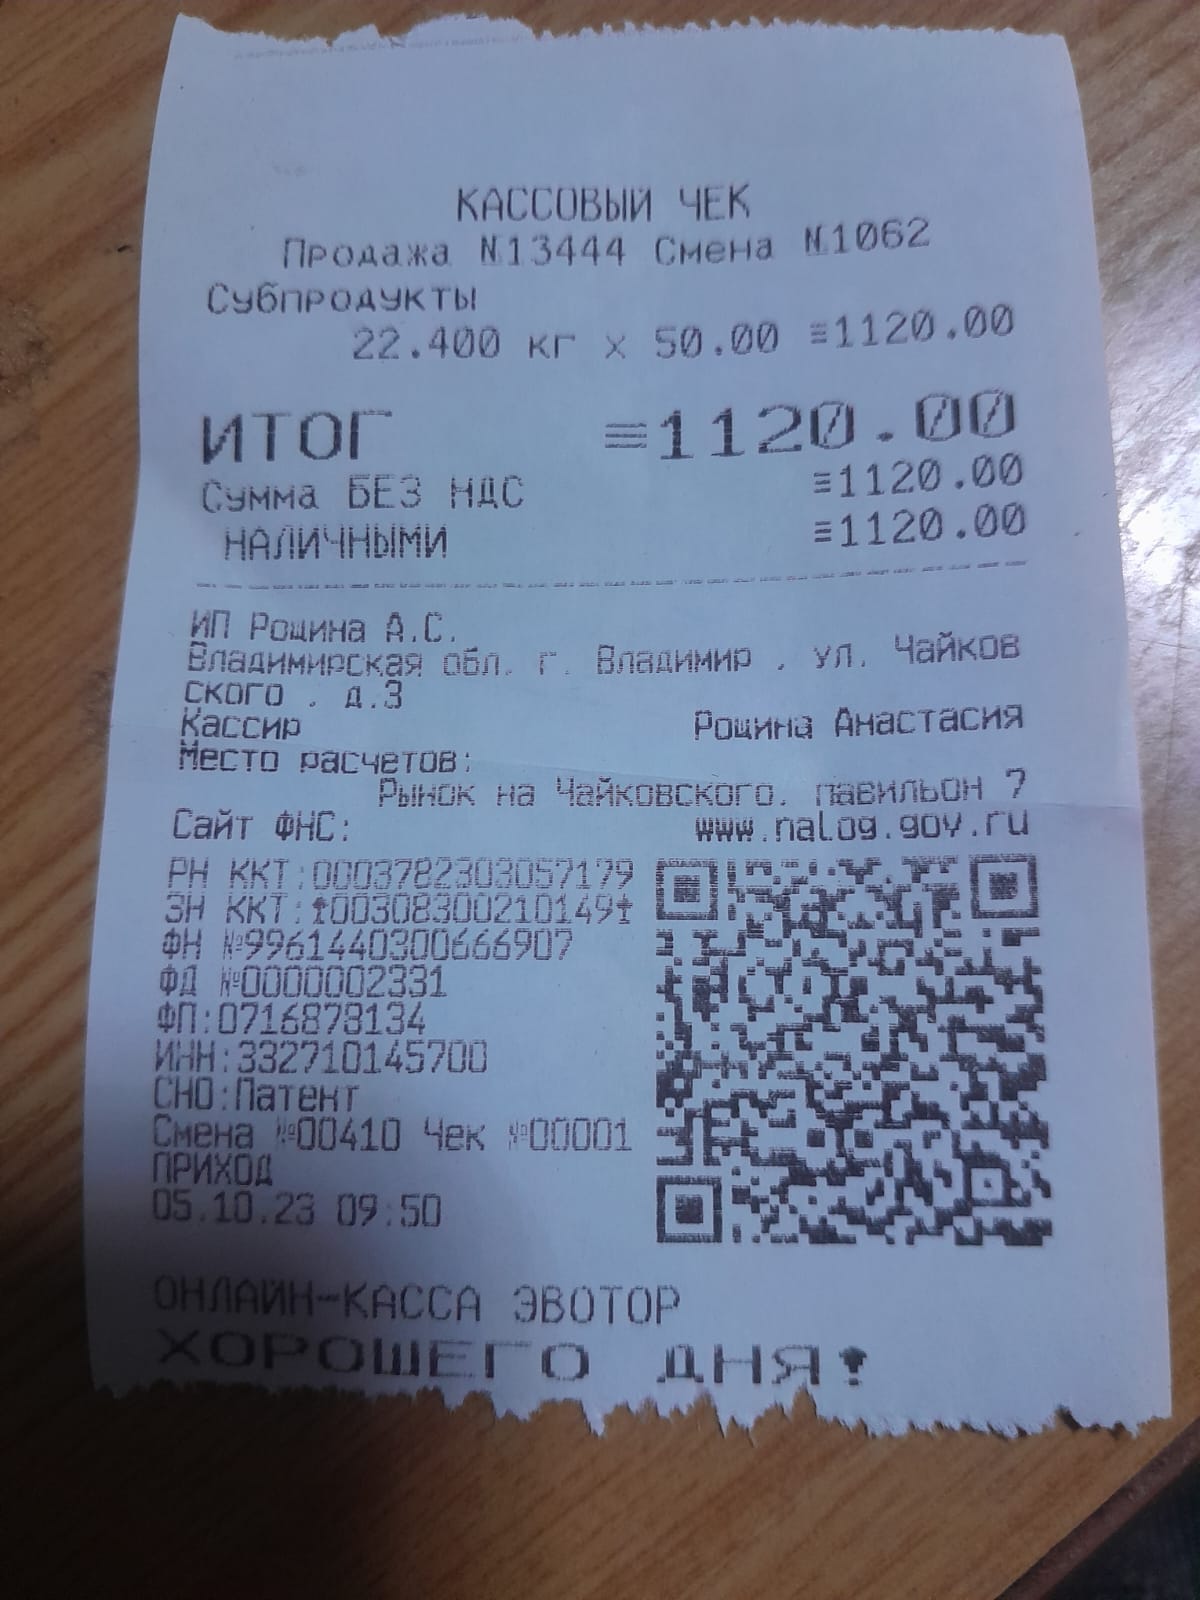 КАССОВЫЙ ЧЕК
Продажа N13444 Смена N1062
Субпродукты
22.400 кг x 50.00 ≡1120.00
ИТОГ ≡1120.00
Сумма БЕЗ НДС ≡1120.00
НАЛИЧНЫМИ ≡1120.00
ИП Рощина А.С.
Владимирская обл. г. Владимир , ул. Чайков
ского , д.3
Кассир Рощина Анастасия
Место расчетов:
Рынок на Чайковского, павильон 7
Сайт ФНС: www.nalog.gov.ru
РН ККТ:0003782303057179
ЗН ККТ:↟00308300210149↟
ФН №9961440300666907
ФД №0000002331
ФП:0716878134
ИНН:332710145700
СНО:Патент
Смена №00410 Чек №00001
ПРИХОД
05.10.23 09:50
ОНЛАЙН-КАССА ЭВОТОР
ХОРОШЕГО ДНЯ!